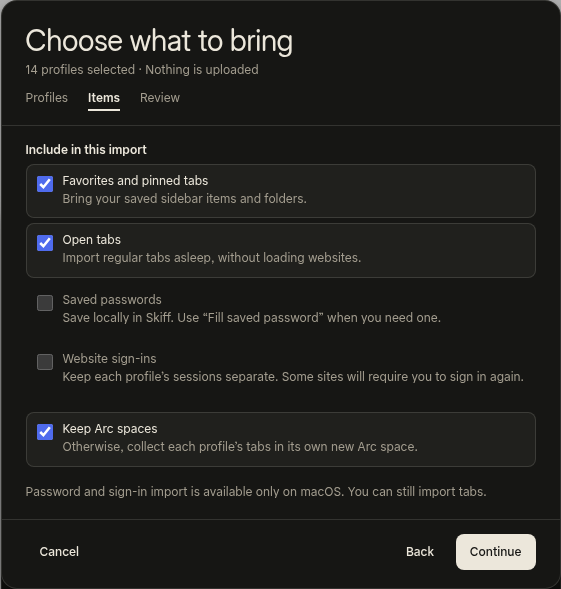 Choose what to bring
14 profiles selected · Nothing is uploaded
Profiles Items Review
Include in this import
Favorites and pinned tabs
Bring your saved sidebar items and folders.
Open tabs
Import regular tabs asleep, without loading websites.
Saved passwords
Save locally in Skiff. Use “Fill saved password” when you need one.
Website sign-ins
Keep each profile’s sessions separate. Some sites will require you to sign in again.
Keep Arc spaces
Otherwise, collect each profile’s tabs in its own new Arc space.
Password and sign-in import is available only on macOS. You can still import tabs.
Cancel Back Continue